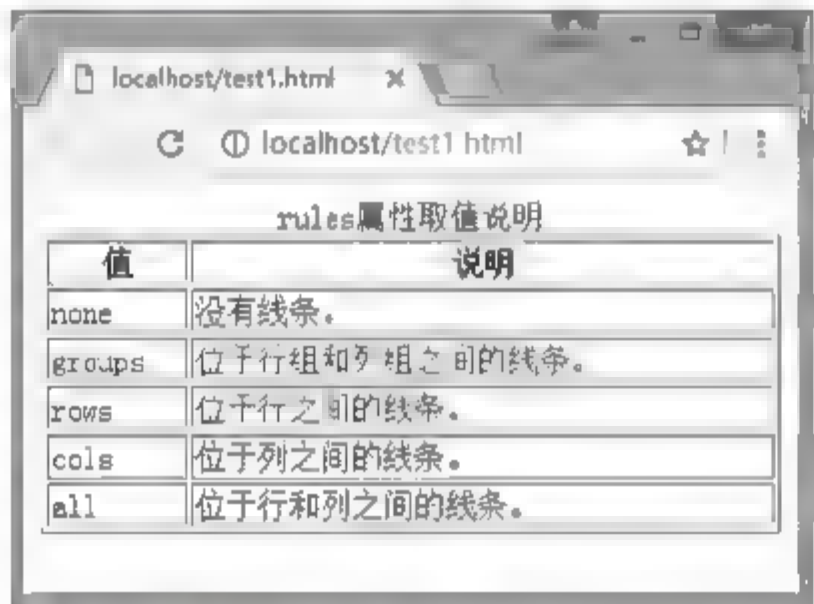 localhost/test1.html
localhost/test1 html
rules属性取值说明
值 说明
none 没有线条。
groups 位于行组和列组之间的线条。
rows 位于行之间的线条。
cols 位于列之间的线条。
all 位于行和列之间的线条。